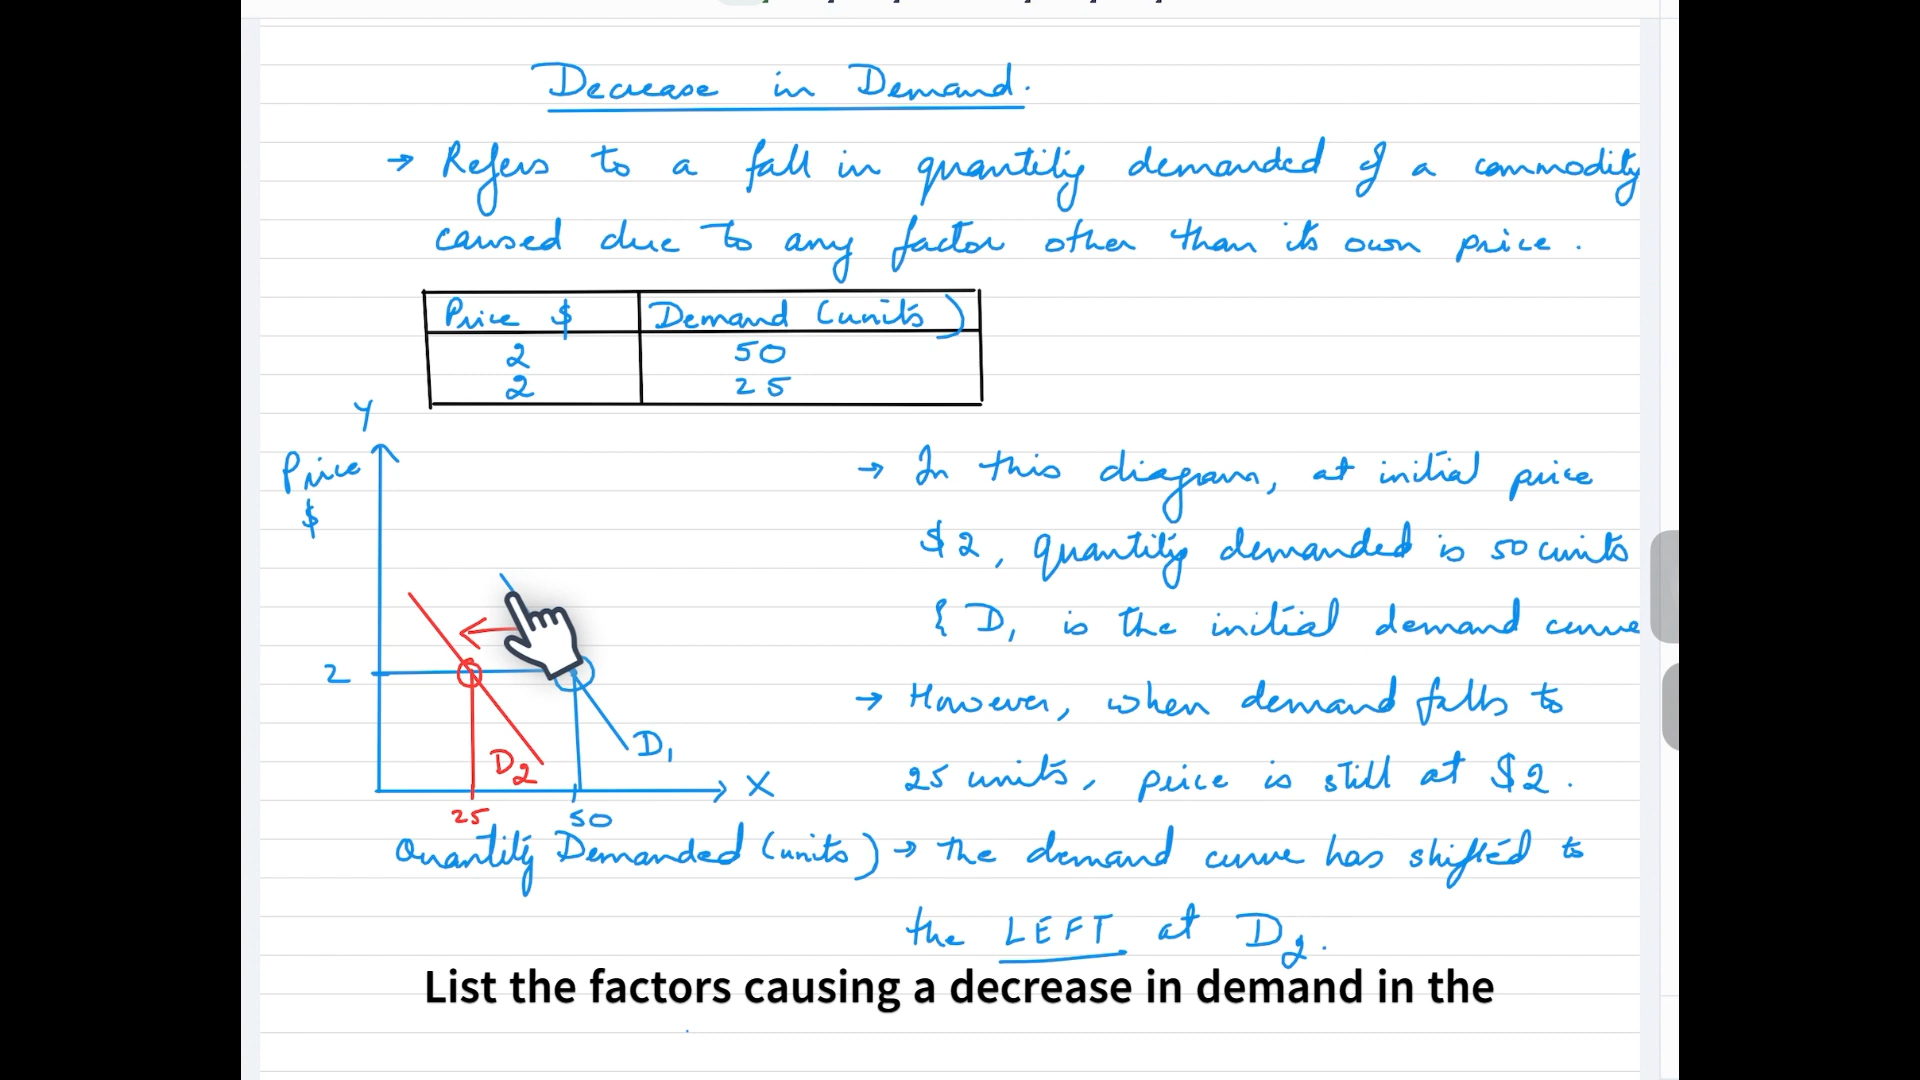 Decrease in Demand.
→ Refers to a fall in quantity demanded of a commodity
caused due to any factor other than its own price.
Price $ Demand (units)
2 50
2 25
Y
Price
$
2
D2
D1
X
25
50
Quantity Demanded (units)
→ In this diagram, at initial price
$2, quantity demanded is 50 units
& D1 is the initial demand curve
→ However, when demand falls to
25 units, price is still at $2.
→ the demand curve has shifted to
the LEFT at D2.
List the factors causing a decrease in demand in the